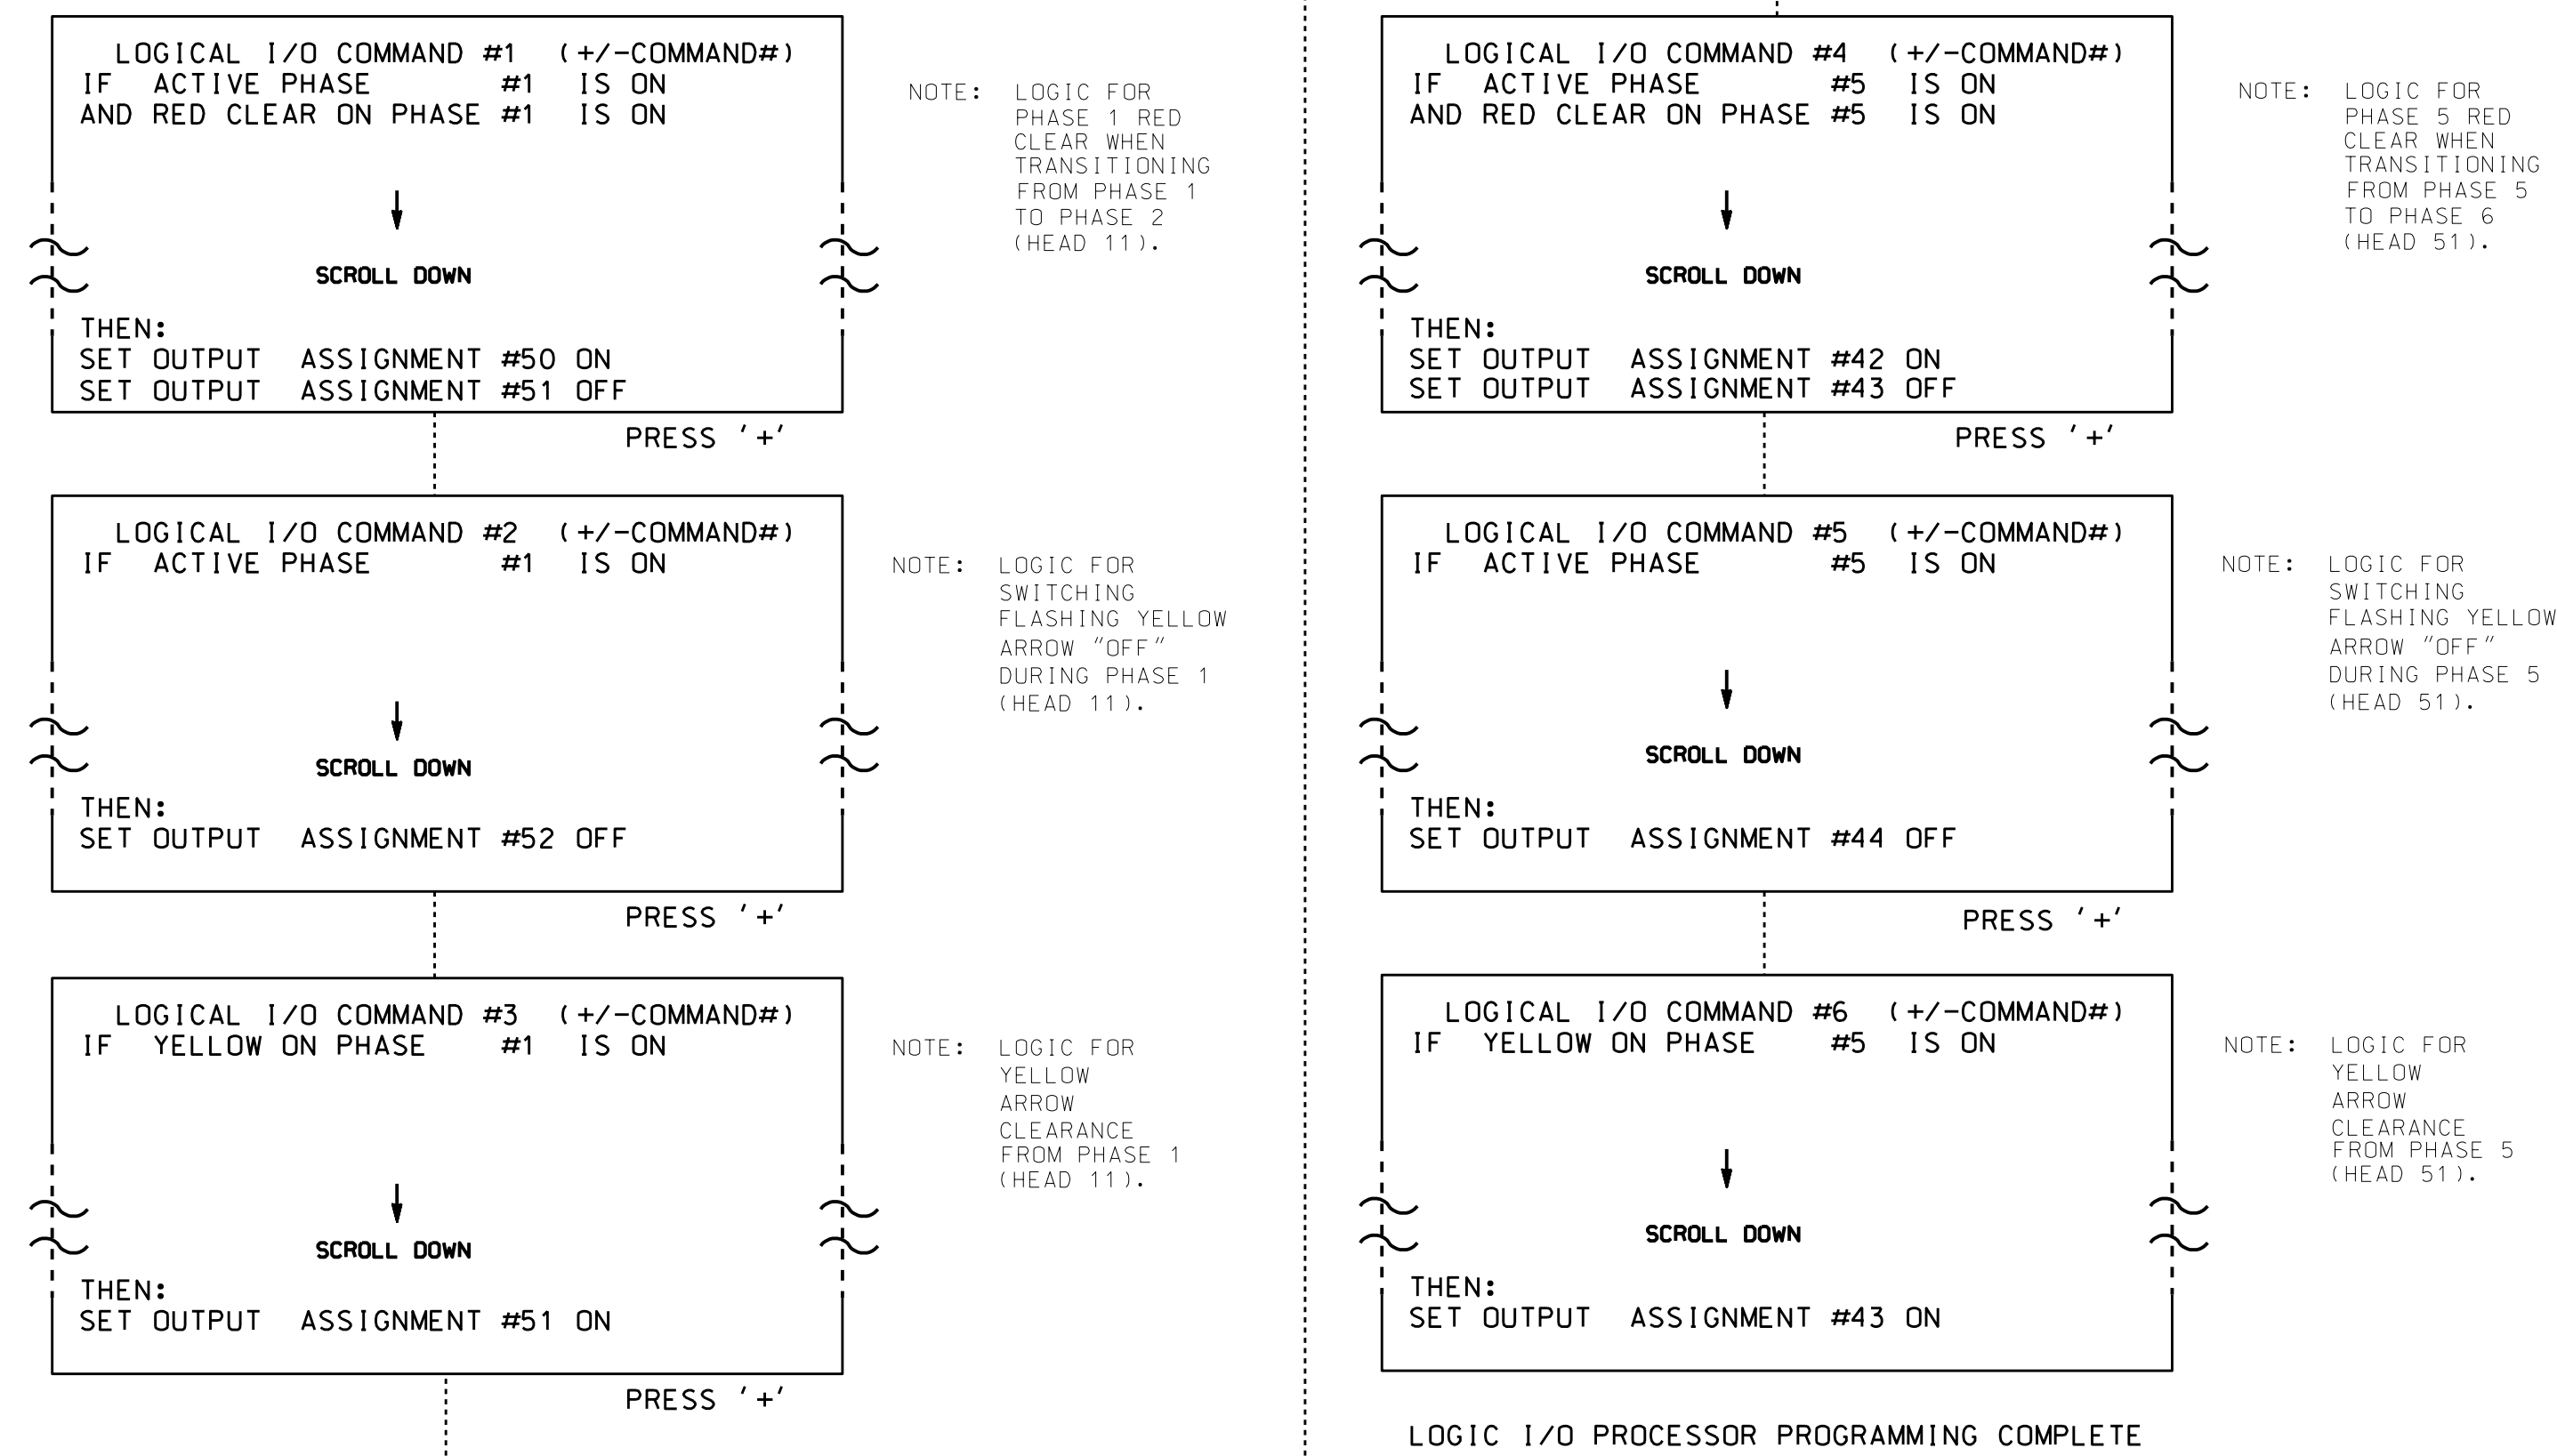 LOGICAL I/O COMMAND #1 (+/-COMMAND#)
IF ACTIVE PHASE #1 IS ON
AND RED CLEAR ON PHASE #1 IS ON
SCROLL DOWN
THEN:
SET OUTPUT ASSIGNMENT #50 ON
SET OUTPUT ASSIGNMENT #51 OFF
NOTE: LOGIC FOR
PHASE 1 RED
CLEAR WHEN
TRANSITIONING
FROM PHASE 1
TO PHASE 2
(HEAD 11).
PRESS '+'
LOGICAL I/O COMMAND #2 (+/-COMMAND#)
IF ACTIVE PHASE #1 IS ON
SCROLL DOWN
THEN:
SET OUTPUT ASSIGNMENT #52 OFF
NOTE: LOGIC FOR
SWITCHING
FLASHING YELLOW
ARROW "OFF"
DURING PHASE 1
(HEAD 11).
PRESS '+'
LOGICAL I/O COMMAND #3 (+/-COMMAND#)
IF YELLOW ON PHASE #1 IS ON
SCROLL DOWN
THEN:
SET OUTPUT ASSIGNMENT #51 ON
NOTE: LOGIC FOR
YELLOW
ARROW
CLEARANCE
FROM PHASE 1
(HEAD 11).
PRESS '+'
LOGICAL I/O COMMAND #4 (+/-COMMAND#)
IF ACTIVE PHASE #5 IS ON
AND RED CLEAR ON PHASE #5 IS ON
SCROLL DOWN
THEN:
SET OUTPUT ASSIGNMENT #42 ON
SET OUTPUT ASSIGNMENT #43 OFF
NOTE: LOGIC FOR
PHASE 5 RED
CLEAR WHEN
TRANSITIONING
FROM PHASE 5
TO PHASE 6
(HEAD 51).
PRESS '+'
LOGICAL I/O COMMAND #5 (+/-COMMAND#)
IF ACTIVE PHASE #5 IS ON
SCROLL DOWN
THEN:
SET OUTPUT ASSIGNMENT #44 OFF
NOTE: LOGIC FOR
SWITCHING
FLASHING YELLOW
ARROW "OFF"
DURING PHASE 5
(HEAD 51).
PRESS '+'
LOGICAL I/O COMMAND #6 (+/-COMMAND#)
IF YELLOW ON PHASE #5 IS ON
SCROLL DOWN
THEN:
SET OUTPUT ASSIGNMENT #43 ON
NOTE: LOGIC FOR
YELLOW
ARROW
CLEARANCE
FROM PHASE 5
(HEAD 51).
LOGIC I/O PROCESSOR PROGRAMMING COMPLETE